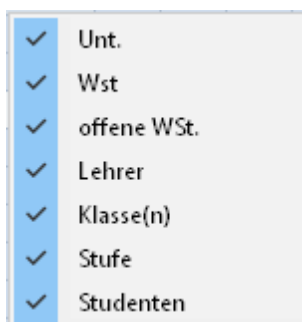 Unt.
Wst
offene WSt.
Lehrer
Klasse(n)
Stufe
Studenten